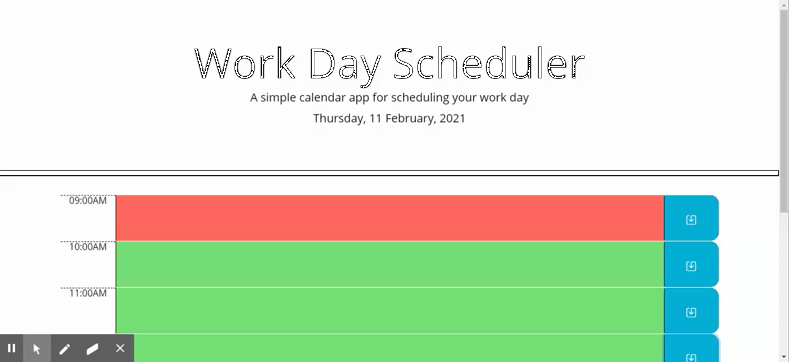 Work Day Scheduler
A simple calendar app for scheduling your work day
Thursday, 11 February, 2021
09:00AM
10:00AM
11:00AM